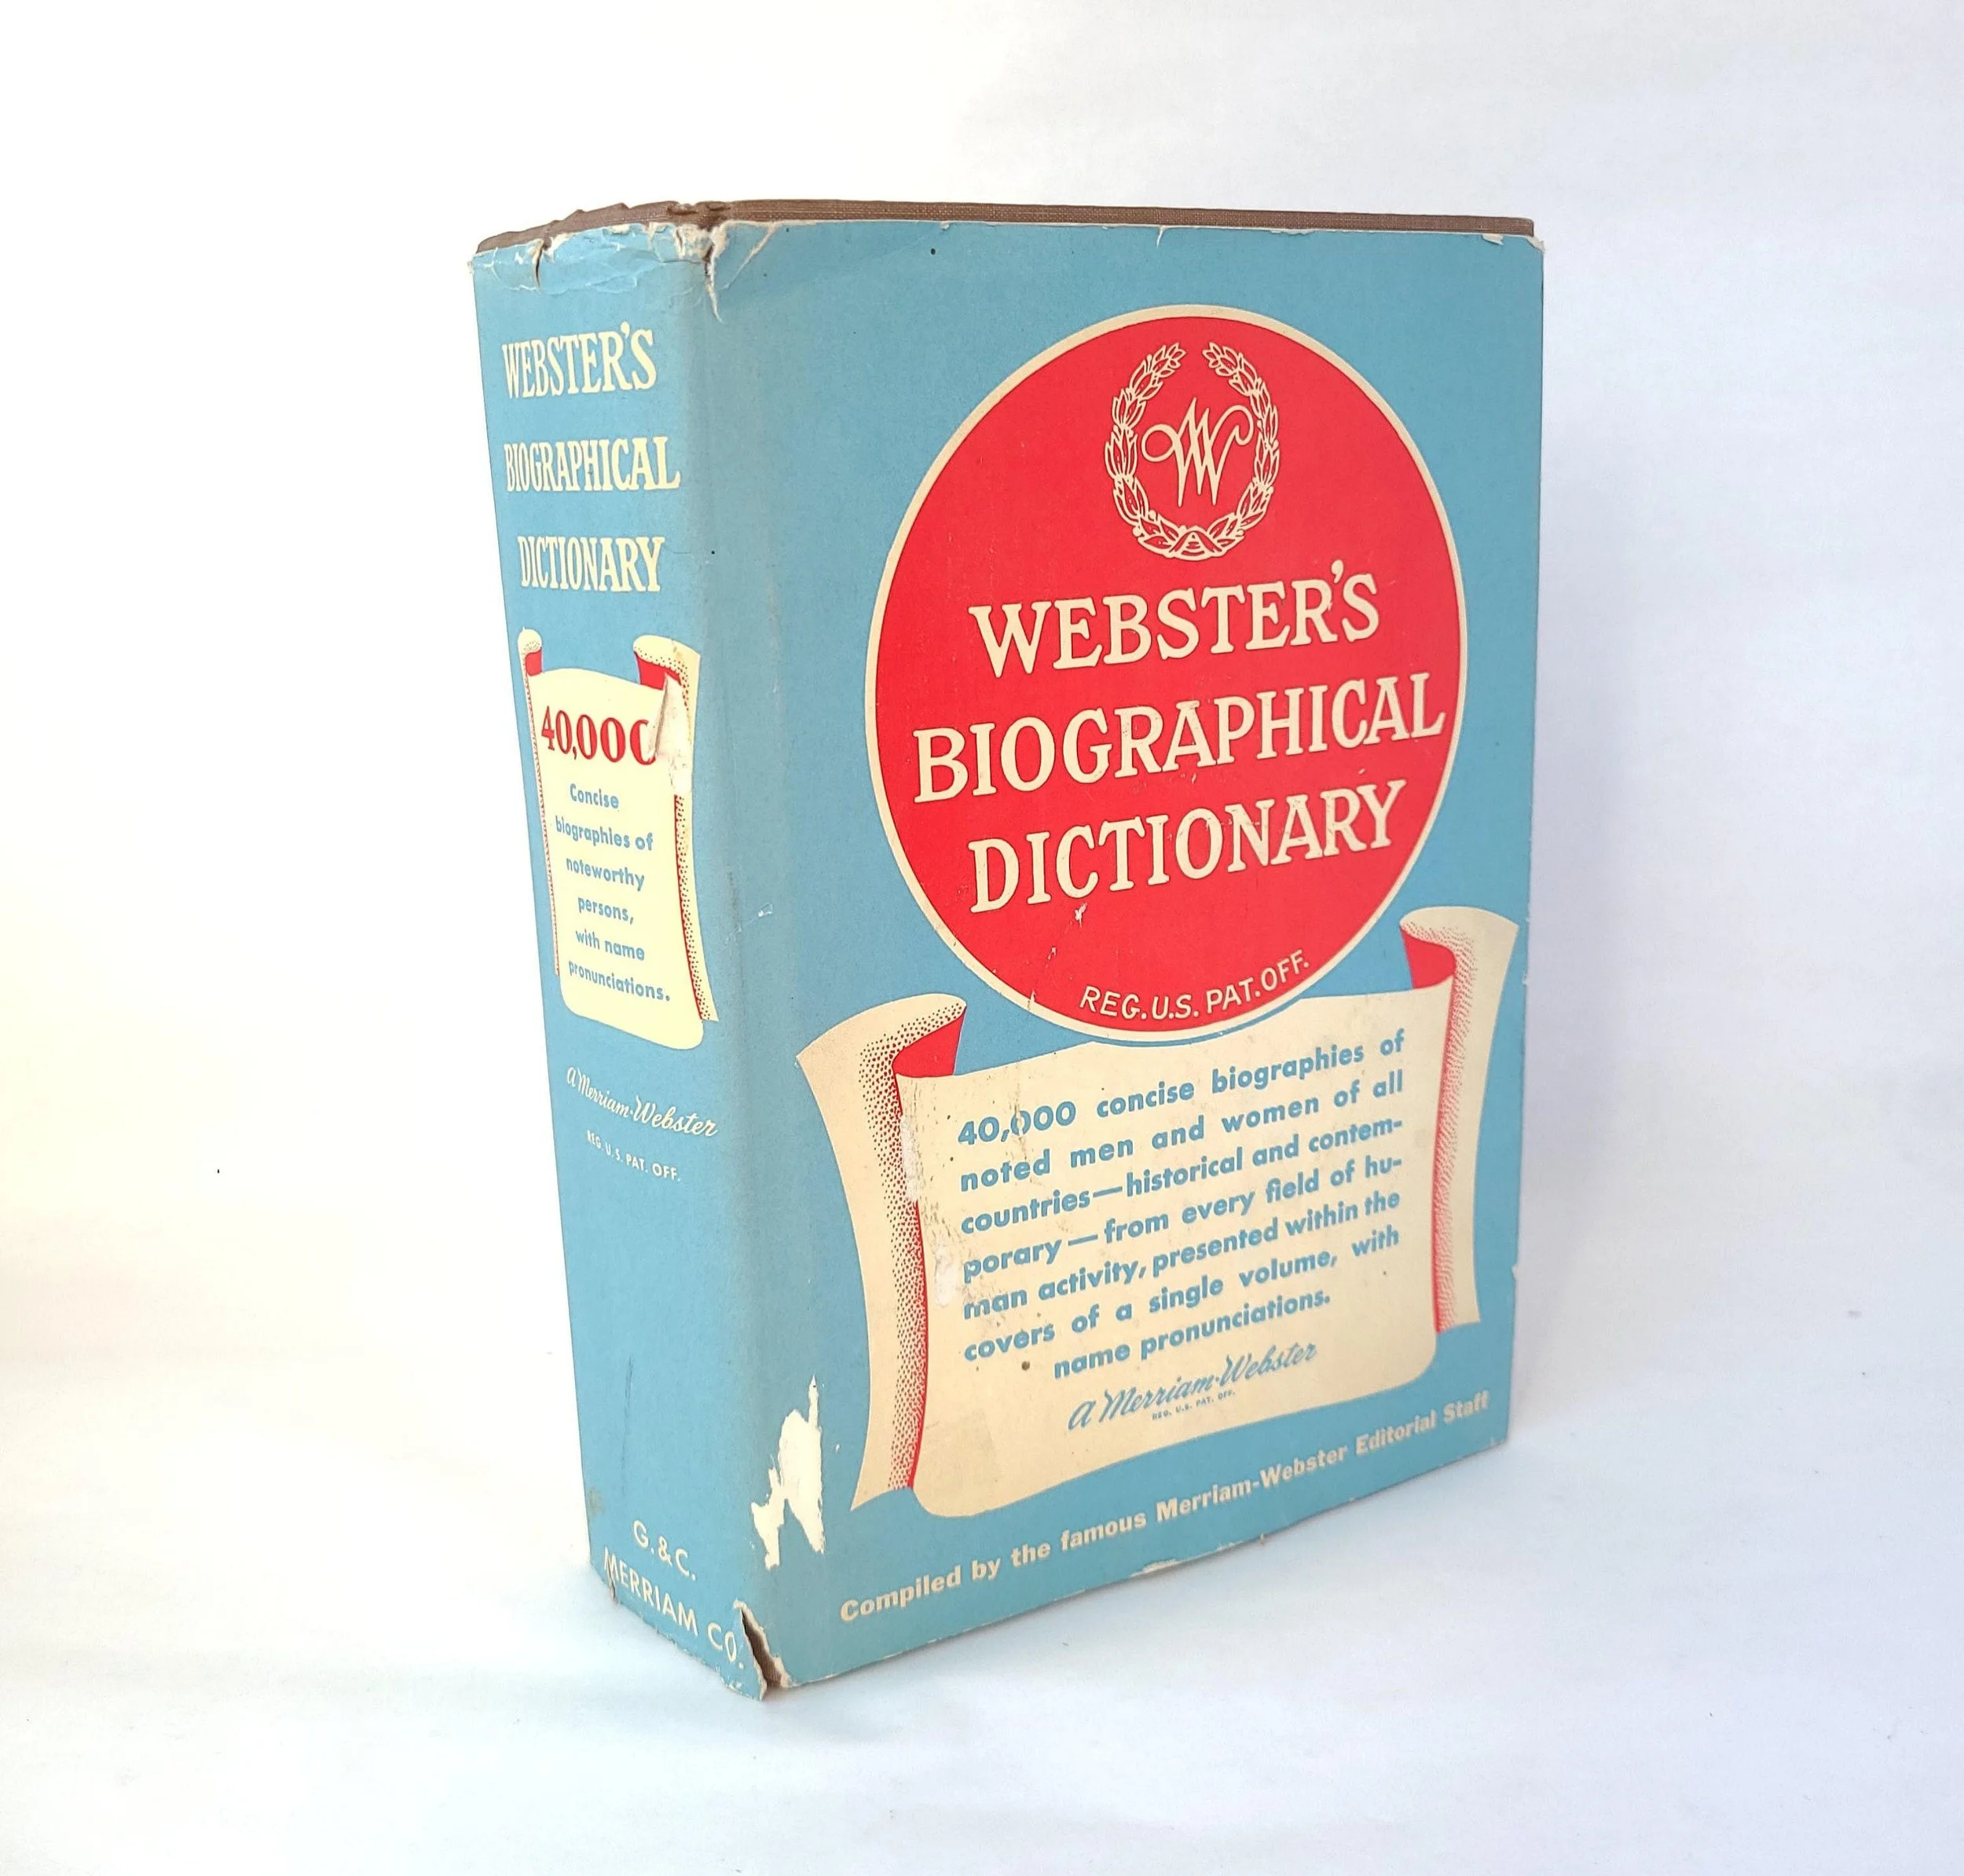 WEBSTER'S
BIOGRAPHICAL
DICTIONARY
40,000
Concise
biographies of
noteworthy
persons,
with name
pronunciations.
a Merriam-Webster
REG. U.S. PAT. OFF.
G. & C.
MERRIAM CO.
W
WEBSTER'S
BIOGRAPHICAL
DICTIONARY
REG. U.S. PAT. OFF.
40,000 concise biographies of
noted men and women of all
countries—historical and contem-
porary—from every field of hu-
man activity, presented within the
covers of a single volume, with
name pronunciations.
a Merriam-Webster
REG. U.S. PAT. OFF.
Compiled by the famous Merriam-Webster Editorial Staff